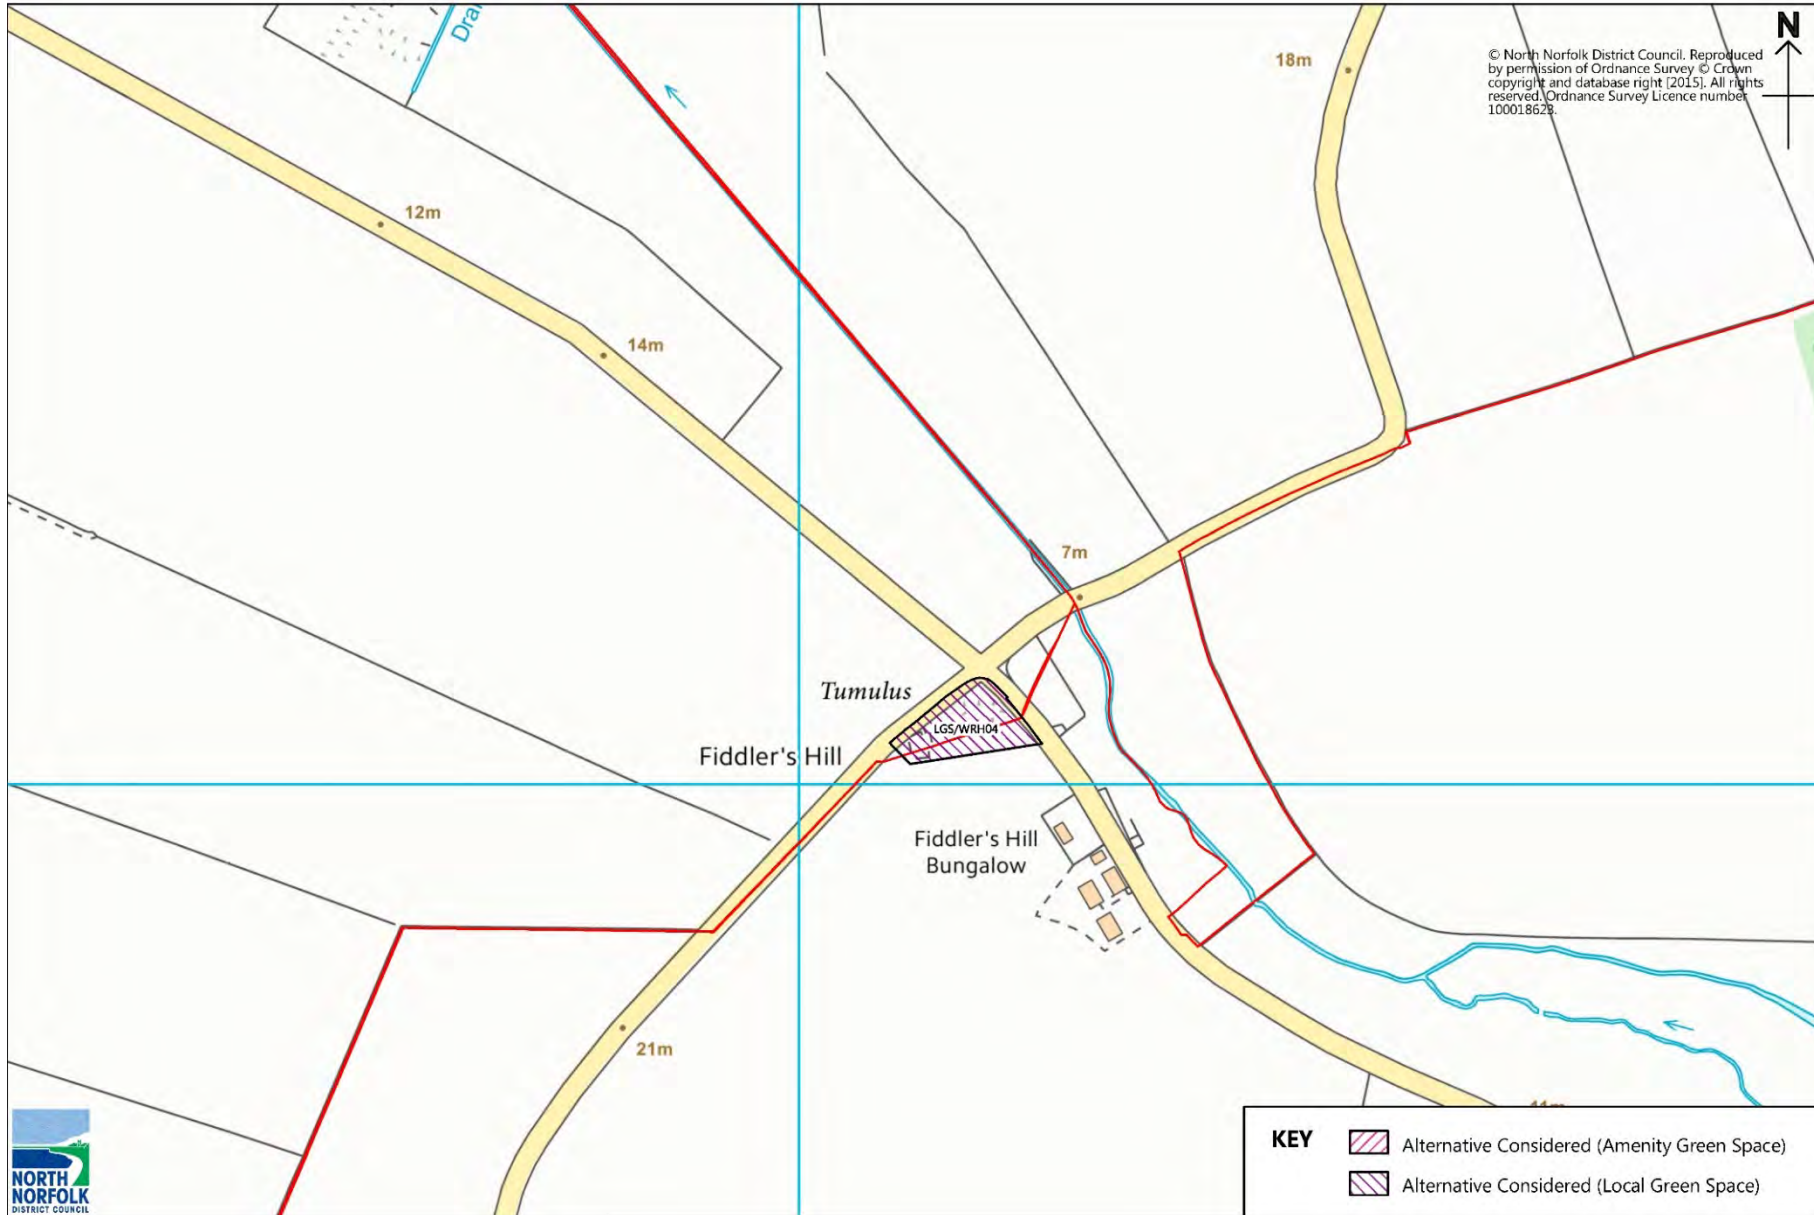 Drai
N
© North Norfolk District Council. Reproduced
by permission of Ordnance Survey © Crown
copyright and database right [2015]. All rights
reserved. Ordnance Survey Licence number
100018623.
18m
12m
14m
7m
Tumulus
LGS/WRH04
Fiddler's Hill
Fiddler's Hill
Bungalow
21m
11m
KEY
Alternative Considered (Amenity Green Space)
Alternative Considered (Local Green Space)
NORTH
NORFOLK
DISTRICT COUNCIL